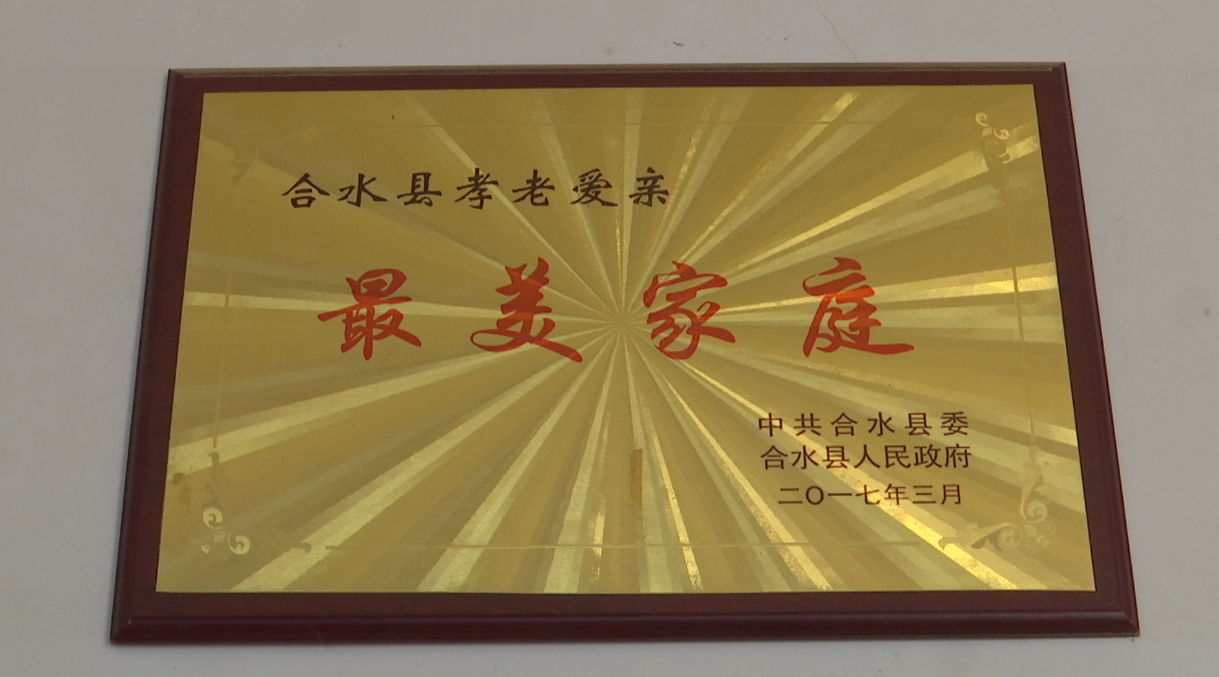 合水县孝老爱亲
最美家庭
中共合水县委
合水县人民政府
二〇一七年三月